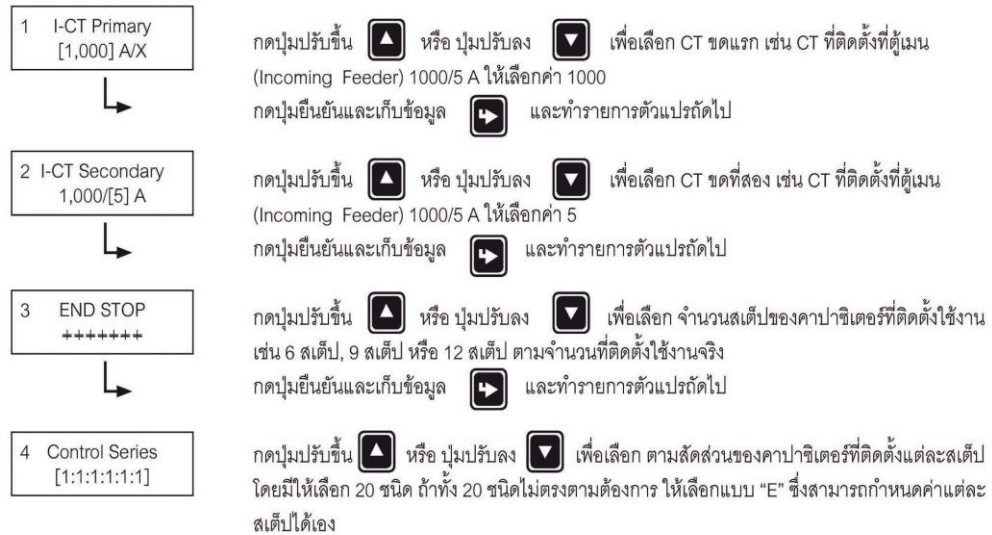 1 I-CT Primary
[1,000] A/X
กดปุ่มปรับขึ้น หรือ ปุ่มปรับลง เพื่อเลือก CT ขดแรก เช่น CT ที่ติดตั้งที่ตู้เมน
(Incoming Feeder) 1000/5 A ให้เลือกค่า 1000
กดปุ่มยืนยันและเก็บข้อมูล และทำรายการตัวแปรถัดไป
2 I-CT Secondary
1,000/[5] A
กดปุ่มปรับขึ้น หรือ ปุ่มปรับลง เพื่อเลือก CT ขดที่สอง เช่น CT ที่ติดตั้งที่ตู้เมน
(Incoming Feeder) 1000/5 A ให้เลือกค่า 5
กดปุ่มยืนยันและเก็บข้อมูล และทำรายการตัวแปรถัดไป
3 END STOP
กดปุ่มปรับขึ้น หรือ ปุ่มปรับลง เพื่อเลือก จำนวนสเต็ปของคาปาซิเตอร์ที่ติดตั้งใช้งาน
เช่น 6 สเต็ป, 9 สเต็ป หรือ 12 สเต็ป ตามจำนวนที่ติดตั้งใช้งานจริง
กดปุ่มยืนยันและเก็บข้อมูล และทำรายการตัวแปรถัดไป
4 Control Series
[1:1:1:1:1:1]
กดปุ่มปรับขึ้น หรือ ปุ่มปรับลง เพื่อเลือก ตามสัดส่วนของคาปาซิเตอร์ที่ติดตั้งแต่ละสเต็ป
โดยมีให้เลือก 20 ชนิด ถ้าทั้ง 20 ชนิดไม่ตรงตามต้องการ ให้เลือกแบบ “E” ซึ่งสามารถกำหนดค่าแต่ละ
สเต็ปได้เอง